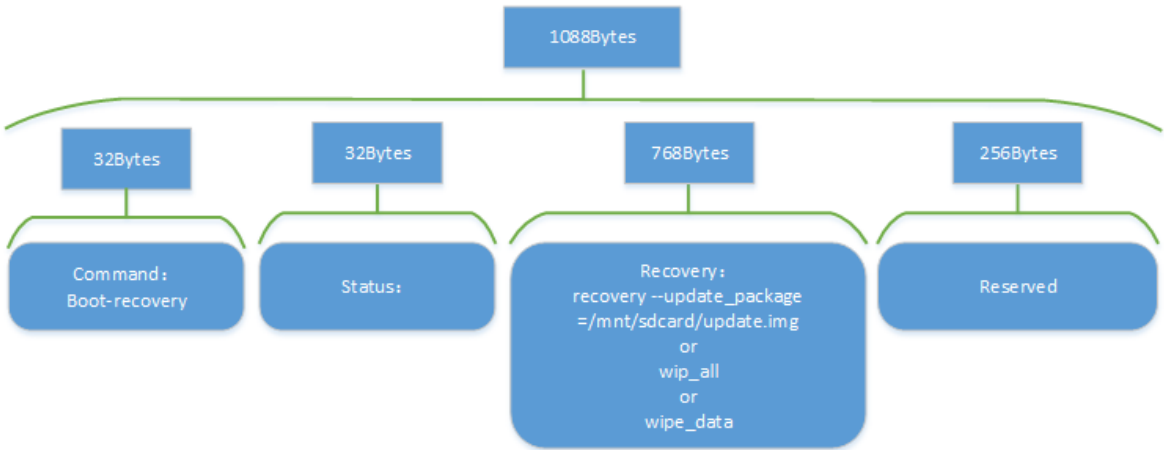 1088Bytes
32Bytes
32Bytes
768Bytes
256Bytes
Command：
Boot-recovery
Status：
Recovery：
recovery --update_package
=/mnt/sdcard/update.img
or
wip_all
or
wipe_data
Reserved